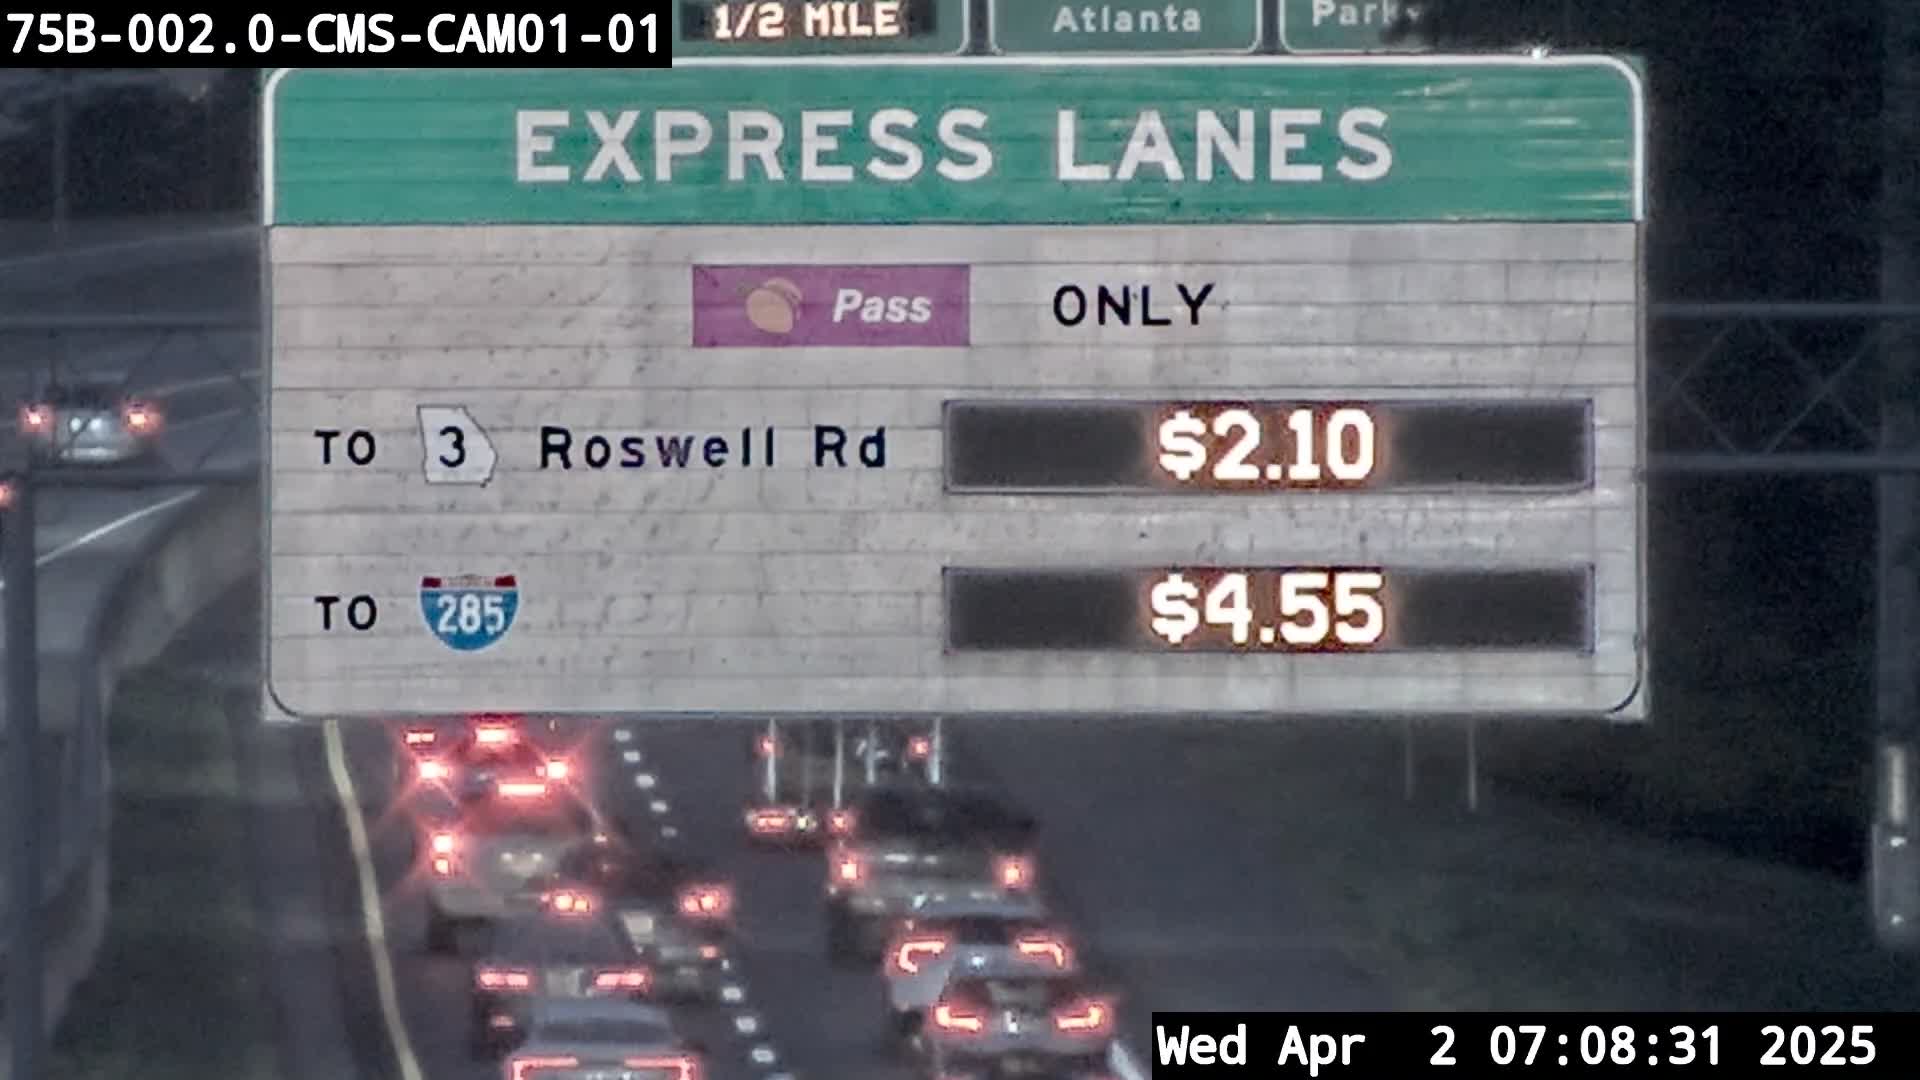 75B-002.0-CMS-CAM01-01
1/2 MILE
Atlanta
EXPRESS LANES
Pass ONLY
TO 3 Roswell Rd $2.10
TO 285 $4.55
Wed Apr 2 07:08:31 2025